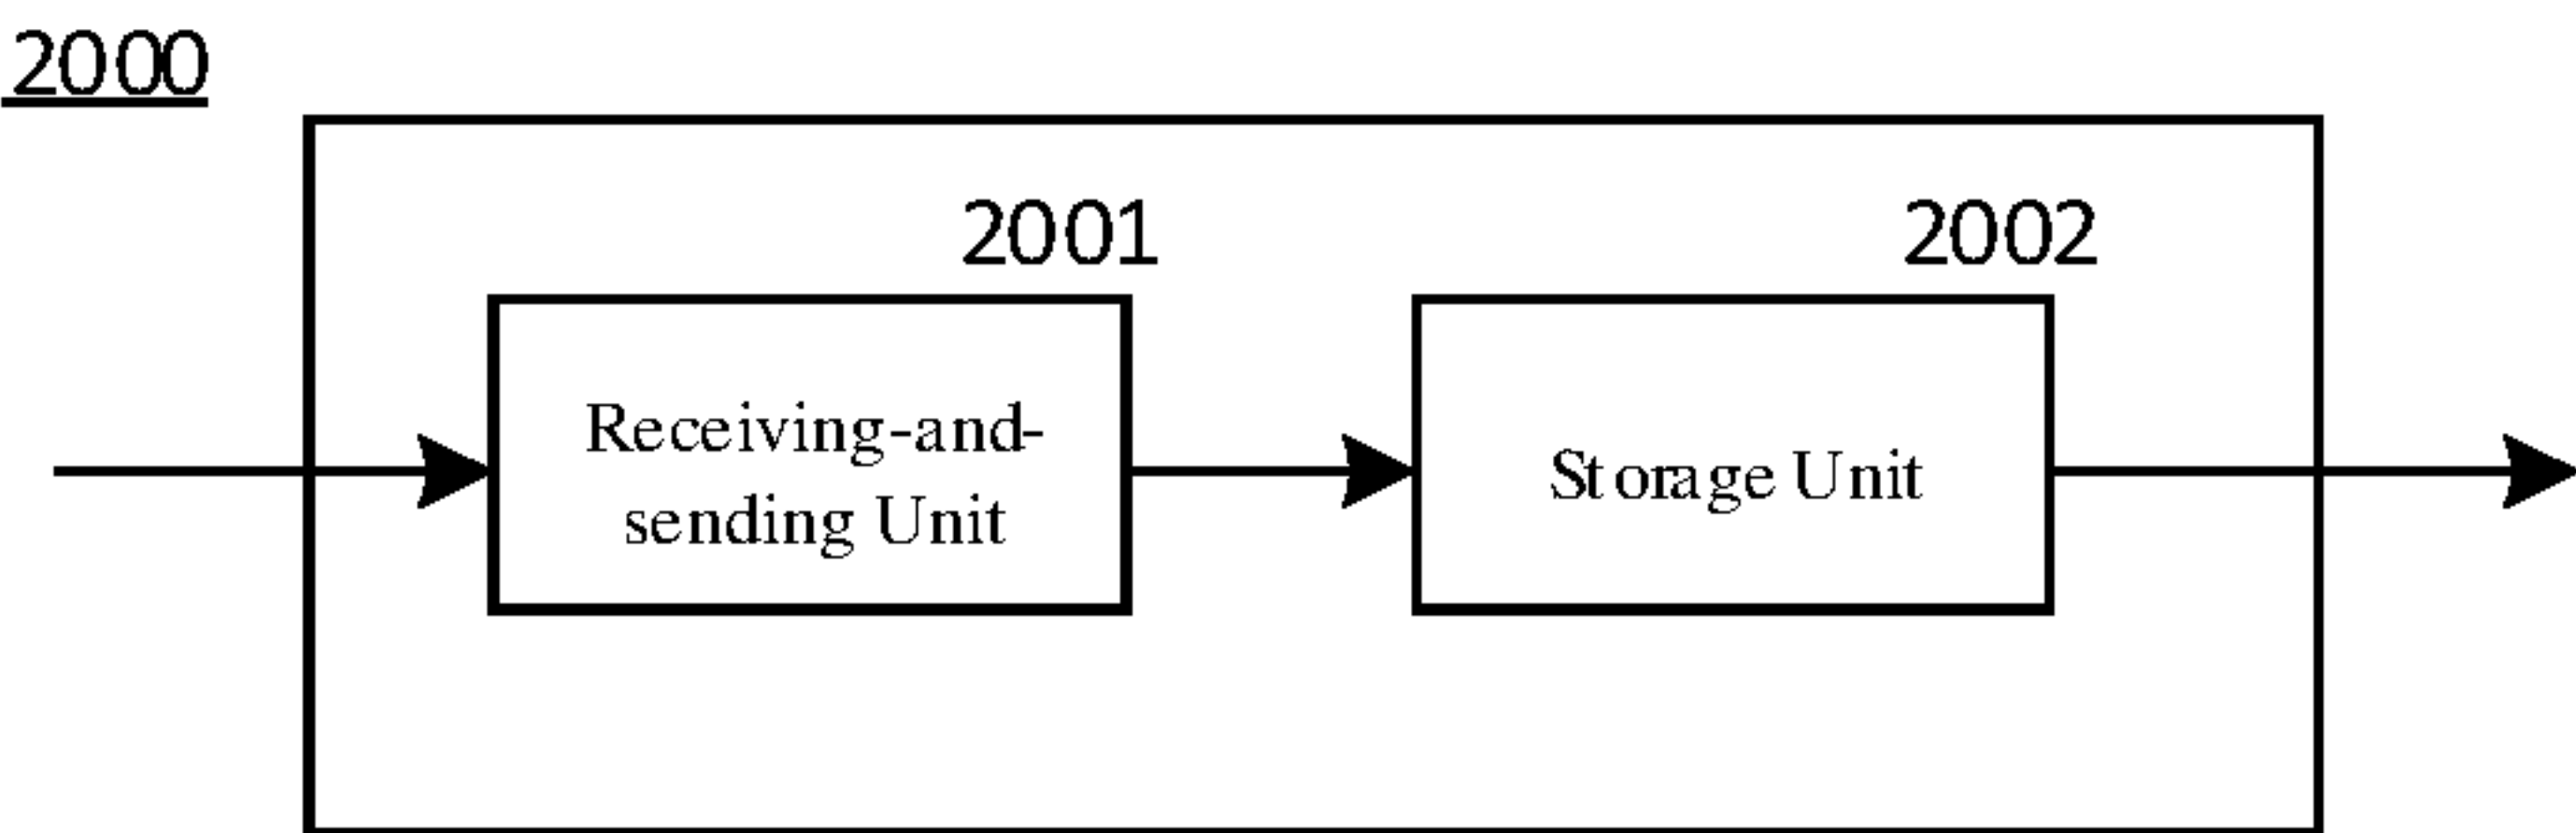 2000
2001
2002
Receiving-and-
sending Unit
Storage Unit